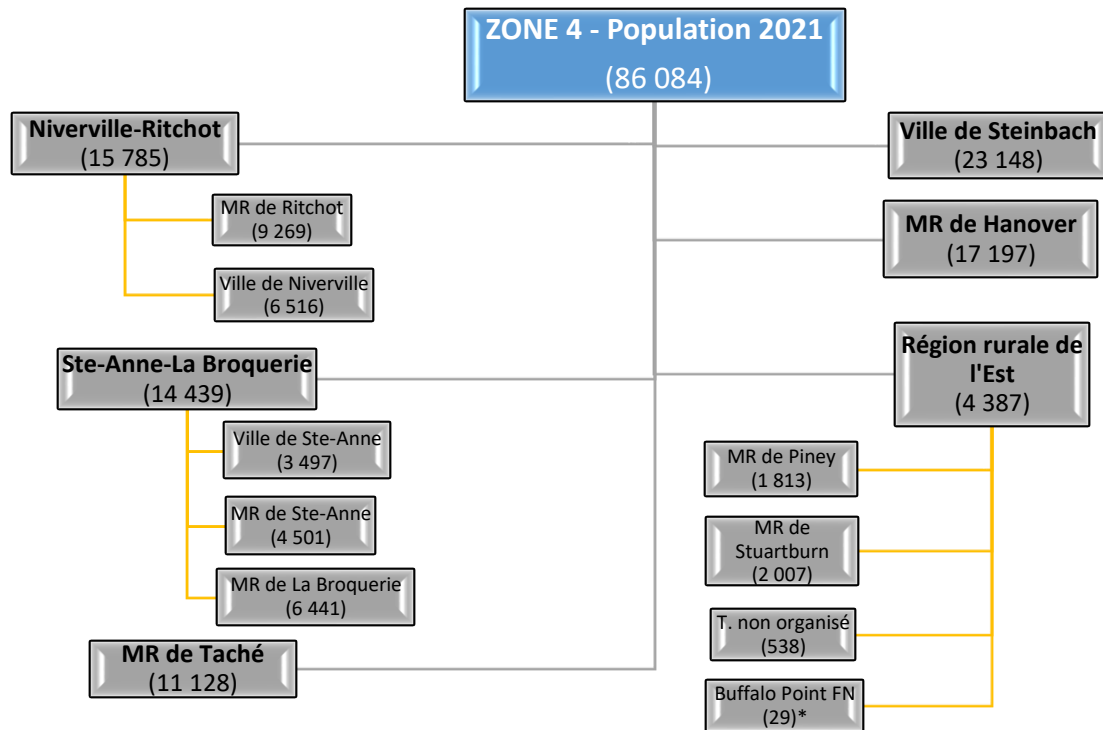 ZONE 4 - Population 2021
(86 084)
Niverville-Ritchot
(15 785)
MR de Ritchot
(9 269)
Ville de Niverville
(6 516)
Ste-Anne-La Broquerie
(14 439)
Ville de Ste-Anne
(3 497)
MR de Ste-Anne
(4 501)
MR de La Broquerie
(6 441)
MR de Taché
(11 128)
Ville de Steinbach
(23 148)
MR de Hanover
(17 197)
Région rurale de
l'Est
(4 387)
MR de Piney
(1 813)
MR de
Stuartburn
(2 007)
T. non organisé
(538)
Buffalo Point FN
(29)*